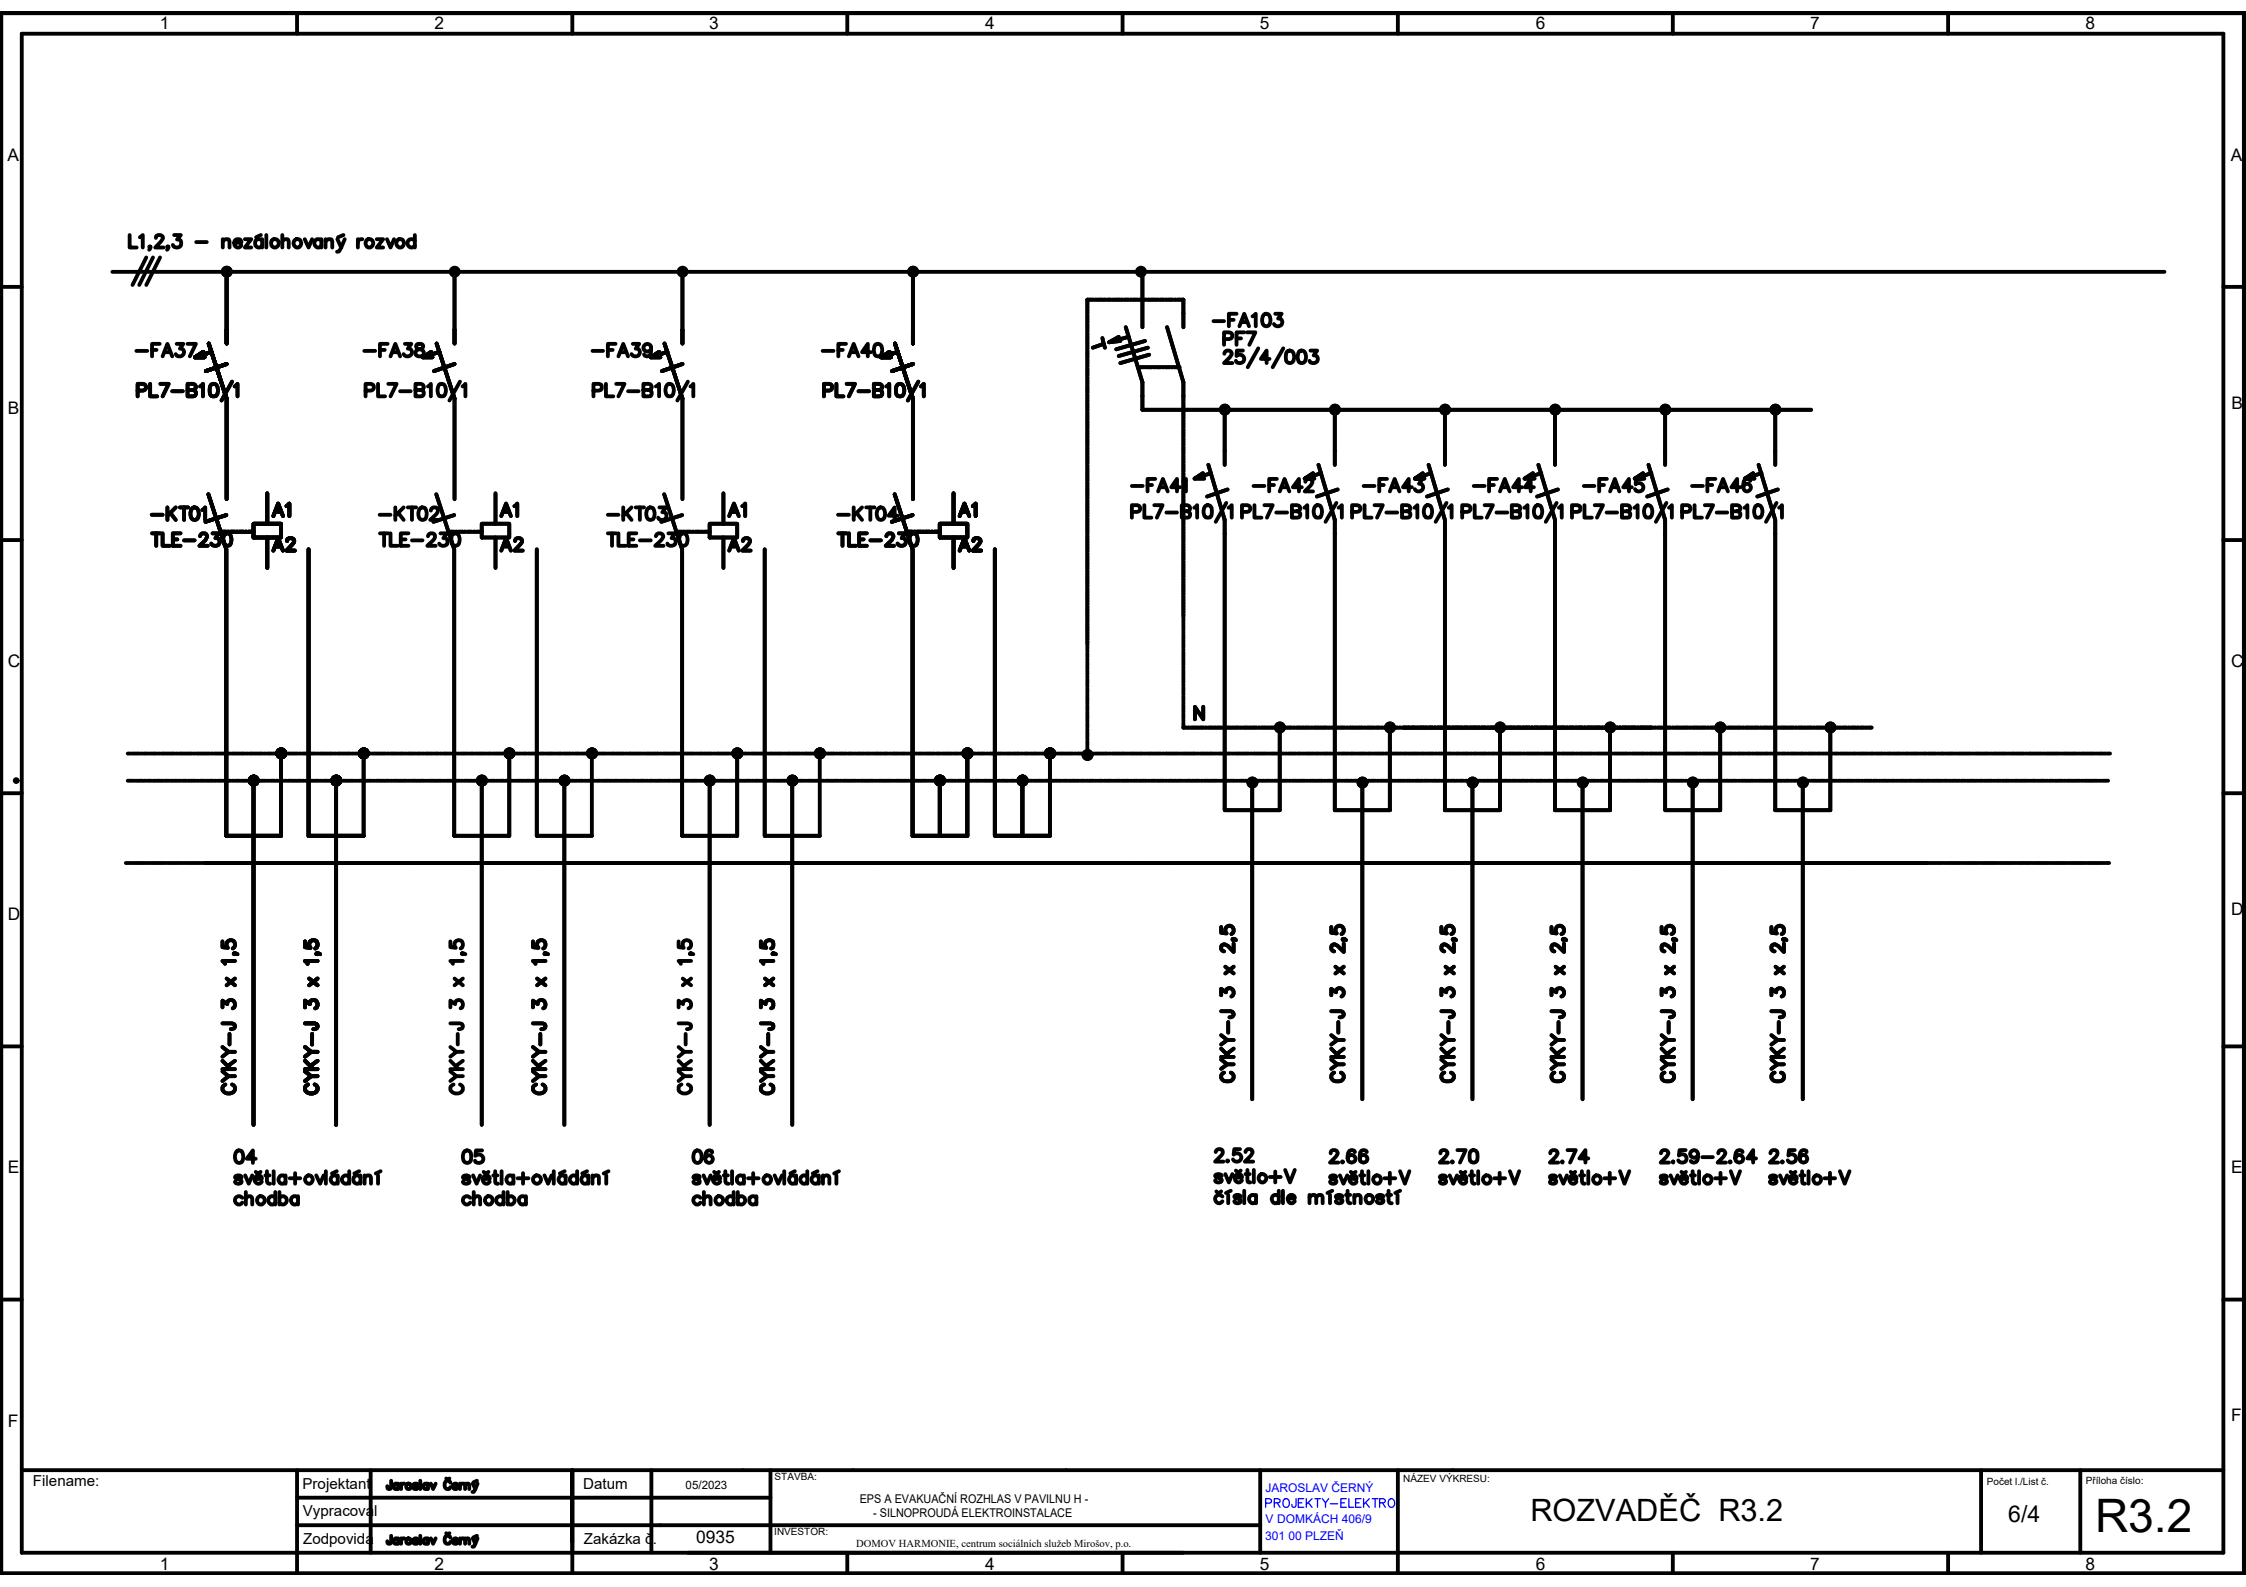 1 2 3 4 5 6 7 8
A A
L1,2,3 – nezálohovaný rozvod
-FA103
PF7
25/4/003
-FA37 -FA38 -FA39 -FA40
PL7-B10/1 PL7-B10/1 PL7-B10/1 PL7-B10/1
B B
-FA41 -FA42 -FA43 -FA44 -FA45 -FA46
PL7-B10/1 PL7-B10/1 PL7-B10/1 PL7-B10/1 PL7-B10/1 PL7-B10/1
-KT01 A1 -KT02 A1 -KT03 A1 -KT04 A1
TLE-230 A2 TLE-230 A2 TLE-230 A2 TLE-230 A2
C C
N
D D
CYKY-J 3 x 1,5
CYKY-J 3 x 1,5
CYKY-J 3 x 1,5
CYKY-J 3 x 1,5
CYKY-J 3 x 1,5
CYKY-J 3 x 1,5
CYKY-J 3 x 2,5
CYKY-J 3 x 2,5
CYKY-J 3 x 2,5
CYKY-J 3 x 2,5
CYKY-J 3 x 2,5
CYKY-J 3 x 2,5
E E
04
světla+ovládání
chodba
05
světla+ovládání
chodba
06
světla+ovládání
chodba
2.52
světlo+V
čísla dle místností
2.66
světlo+V
2.70
světlo+V
2.74
světlo+V
2.59-2.64
světlo+V
2.56
světlo+V
F F
Filename:
Projektant Jaroslav Černý
Vypracoval
Zodpovídá Jaroslav Černý
Datum 05/2023
Zakázka č. 0935
STAVBA:
EPS A EVAKUAČNÍ ROZHLAS V PAVILNU H -
- SILNOPROUDÁ ELEKTROINSTALACE
INVESTOR:
DOMOV HARMONIE, centrum sociálních služeb Mirošov, p.o.
JAROSLAV ČERNÝ
PROJEKTY-ELEKTRO
V DOMKÁCH 406/9
301 00 PLZEŇ
NÁZEV VÝKRESU:
ROZVADĚČ R3.2
Počet l./List č.
6/4
Příloha číslo:
R3.2
1 2 3 4 5 6 7 8